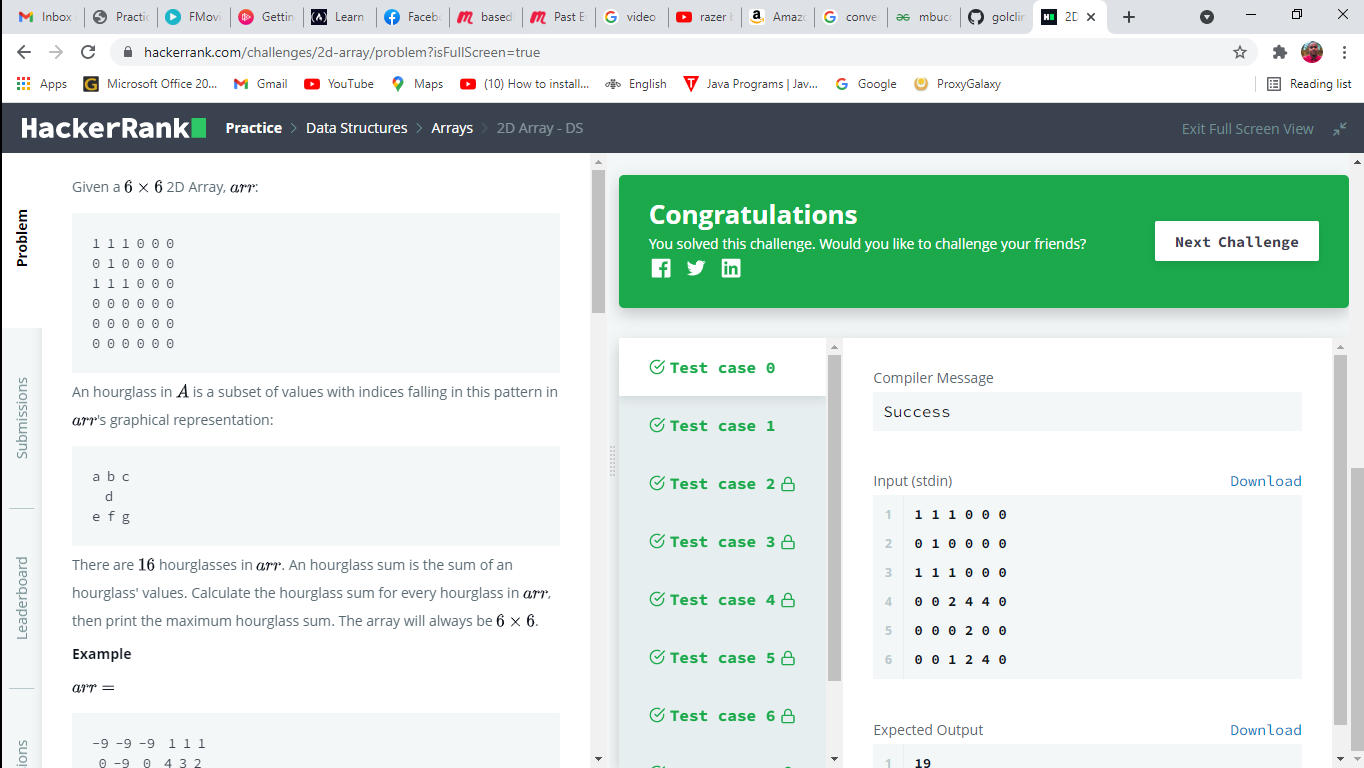 Inbox
Practic
FMovi
Gettin
Learn
Faceb
based
Past E
video
razer b
Amaz
conve
mbuco
golclin
2D
hackerrank.com/challenges/2d-array/problem?isFullScreen=true
Apps
Microsoft Office 20...
Gmail
YouTube
Maps
(10) How to install...
English
Java Programs | Jav...
Google
ProxyGalaxy
Reading list
HackerRank
Practice > Data Structures > Arrays > 2D Array - DS
Exit Full Screen View
Problem
Submissions
Leaderboard
Given a 6 × 6 2D Array, arr:
1 1 1 0 0 0
0 1 0 0 0 0
1 1 1 0 0 0
0 0 0 0 0 0
0 0 0 0 0 0
0 0 0 0 0 0
An hourglass in A is a subset of values with indices falling in this pattern in
arr's graphical representation:
a b c
d
e f g
There are 16 hourglasses in arr. An hourglass sum is the sum of an
hourglass' values. Calculate the hourglass sum for every hourglass in arr,
then print the maximum hourglass sum. The array will always be 6 × 6.
Example
arr =
-9 -9 -9 1 1 1
0 -9 0 4 3 2
Congratulations
You solved this challenge. Would you like to challenge your friends?
Next Challenge
Test case 0
Test case 1
Test case 2
Test case 3
Test case 4
Test case 5
Test case 6
Compiler Message
Success
Input (stdin)
Download
1 1 1 1 0 0 0
2 0 1 0 0 0 0
3 1 1 1 0 0 0
4 0 0 2 4 4 0
5 0 0 0 2 0 0
6 0 0 1 2 4 0
Expected Output
Download
1 19